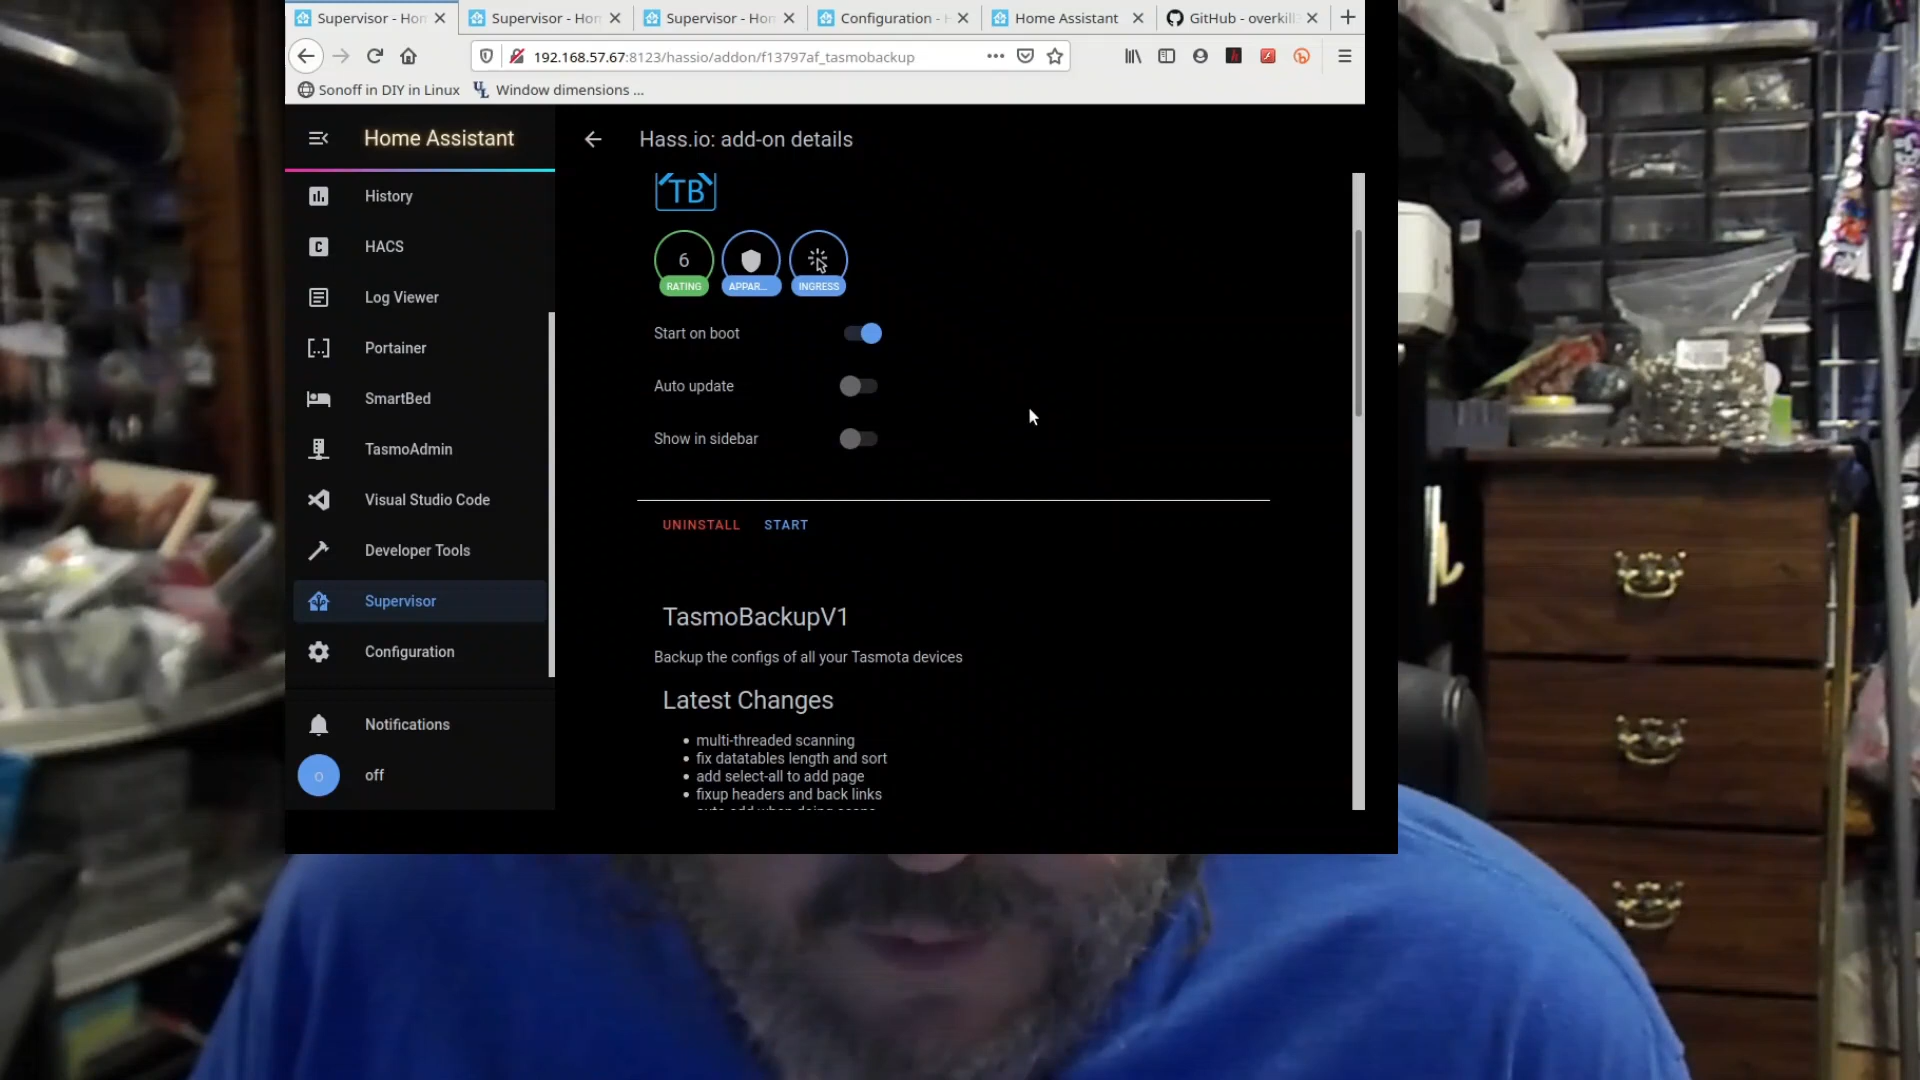 Supervisor - Hon
Supervisor - Hon
Supervisor - Hon
Configuration - H
Home Assistant
GitHub - overkill
192.168.57.67:8123/hassio/addon/f13797af_tasmobackup
Sonoff in DIY in Linux
UL Window dimensions ...
Home Assistant
Hass.io: add-on details
History
HACS
Log Viewer
Portainer
SmartBed
TasmoAdmin
Visual Studio Code
Developer Tools
Supervisor
Configuration
Notifications
o off
TB
6
RATING
APPAR...
INGRESS
Start on boot
Auto update
Show in sidebar
UNINSTALL START
TasmoBackupV1
Backup the configs of all your Tasmota devices
Latest Changes
multi-threaded scanning
fix datatables length and sort
add select-all to add page
fixup headers and back links